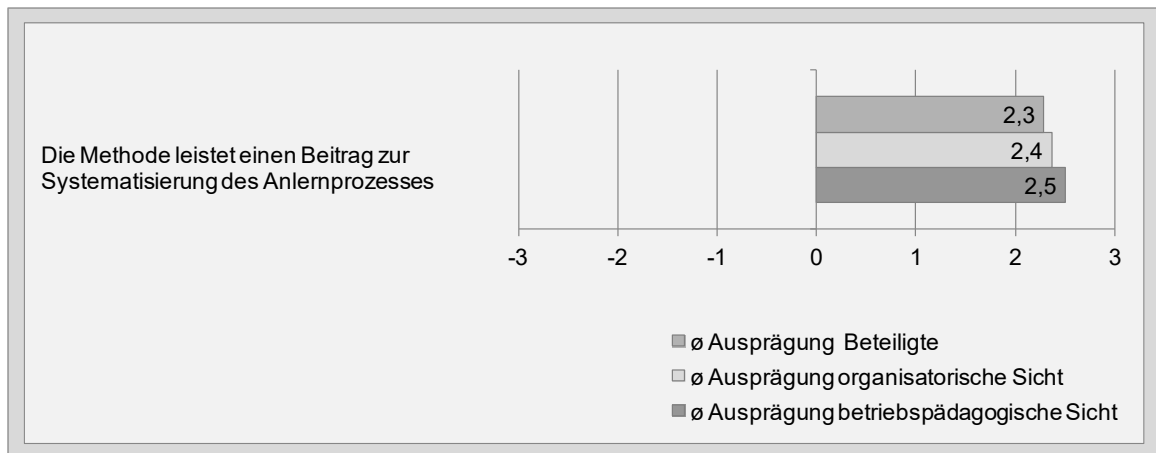 2,3
Die Methode leistet einen Beitrag zur
2,4
Systematisierung des Anlernprozesses
2,5
-3 -2 -1 0 1 2 3
ø Ausprägung Beteiligte
ø Ausprägung organisatorische Sicht
ø Ausprägung betriebspädagogische Sicht